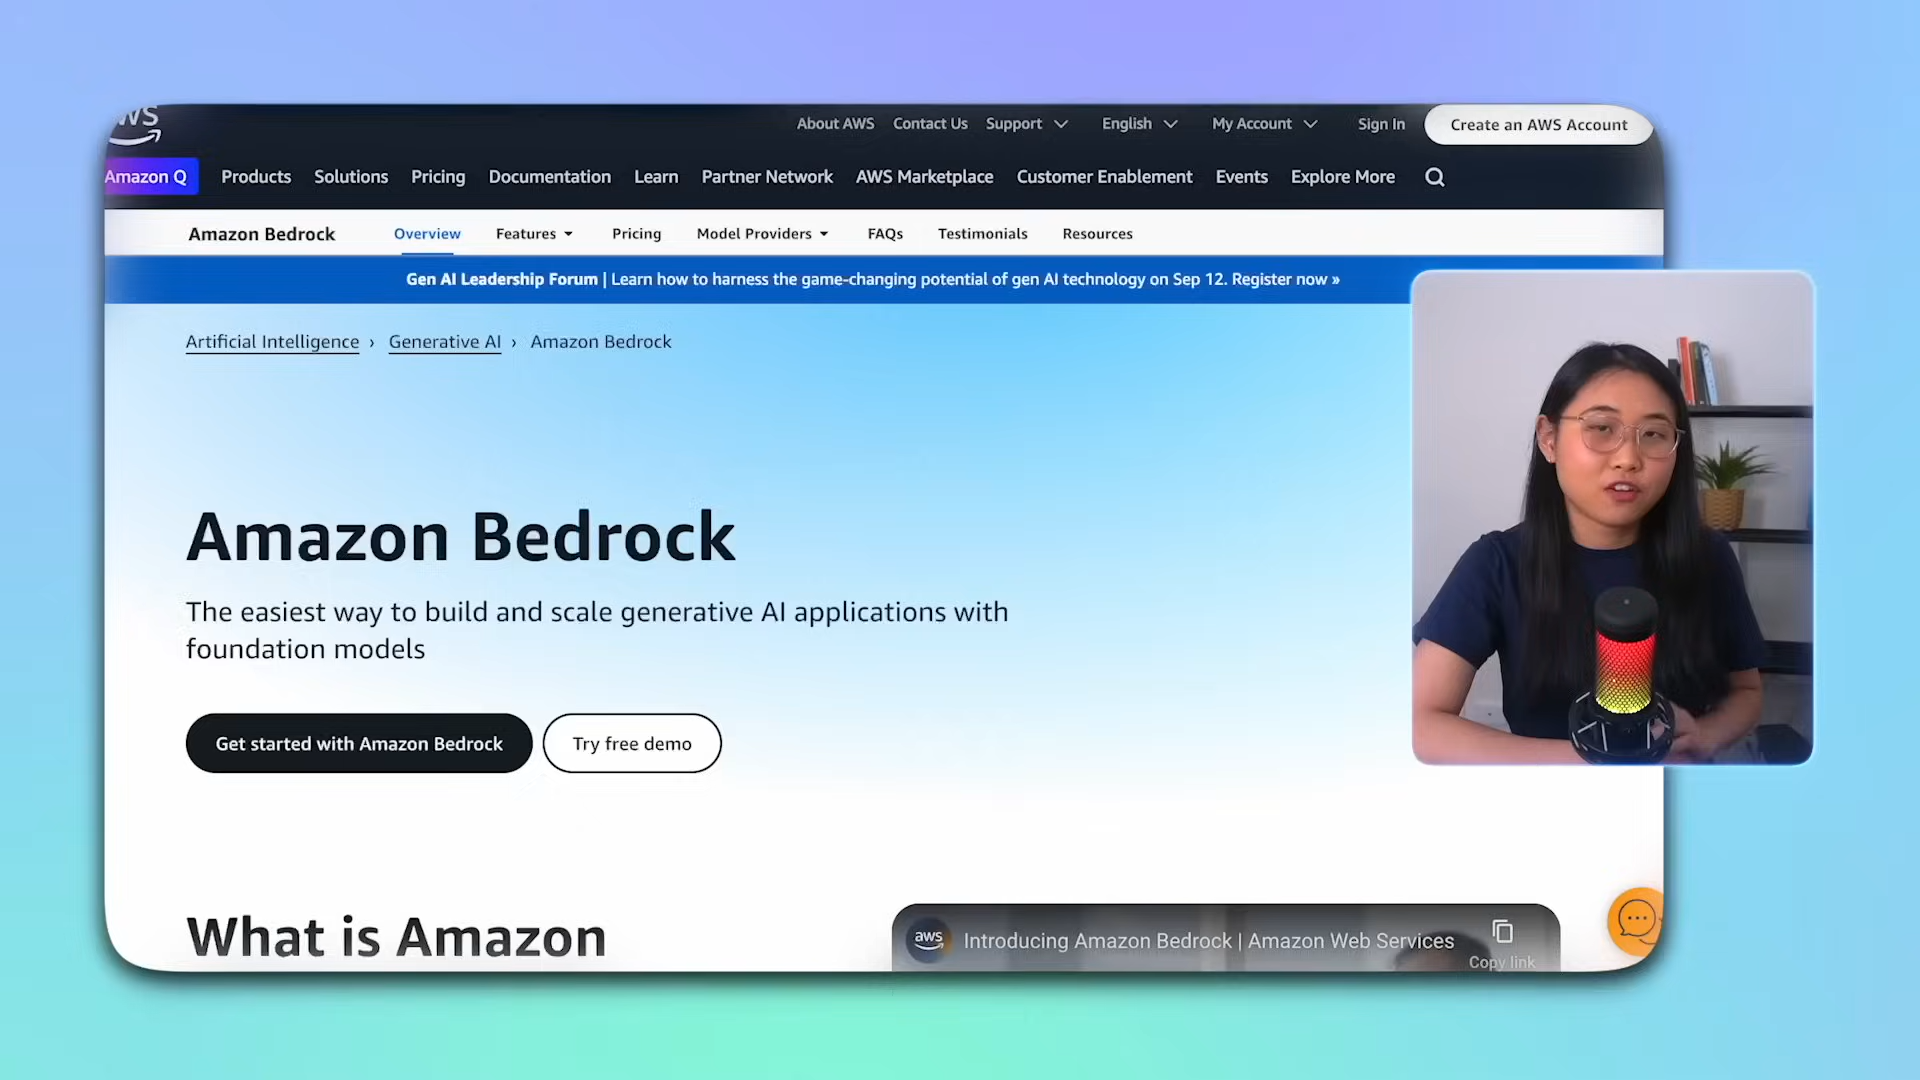 aws
About AWS Contact Us Support English My Account Sign In Create an AWS Account
Amazon Q Products Solutions Pricing Documentation Learn Partner Network AWS Marketplace Customer Enablement Events Explore More
Amazon Bedrock Overview Features Pricing Model Providers FAQs Testimonials Resources
Gen AI Leadership Forum | Learn how to harness the game-changing potential of gen AI technology on Sep 12. Register now »
Artificial Intelligence › Generative AI › Amazon Bedrock
Amazon Bedrock
The easiest way to build and scale generative AI applications with
foundation models
Get started with Amazon Bedrock Try free demo
What is Amazon
aws Introducing Amazon Bedrock | Amazon Web Services
Copy link